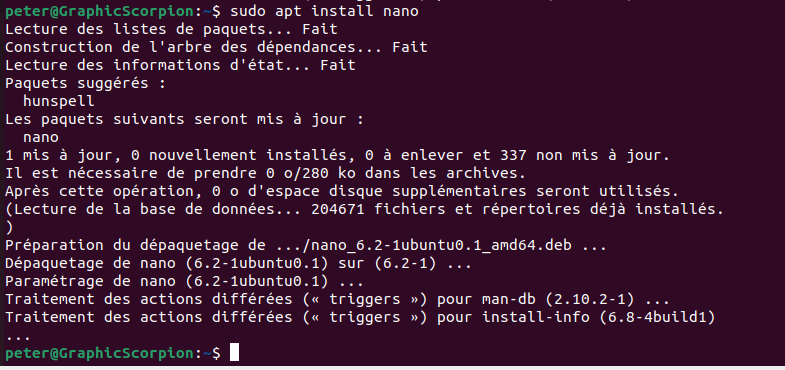 peter@GraphicScorpion:~$ sudo apt install nano
Lecture des listes de paquets... Fait
Construction de l'arbre des dépendances... Fait
Lecture des informations d'état... Fait
Paquets suggérés :
  hunspell
Les paquets suivants seront mis à jour :
  nano
1 mis à jour, 0 nouvellement installés, 0 à enlever et 337 non mis à jour.
Il est nécessaire de prendre 0 o/280 ko dans les archives.
Après cette opération, 0 o d'espace disque supplémentaires seront utilisés.
(Lecture de la base de données... 204671 fichiers et répertoires déjà installés.
)
Préparation du dépaquetage de .../nano_6.2-1ubuntu0.1_amd64.deb ...
Dépaquetage de nano (6.2-1ubuntu0.1) sur (6.2-1) ...
Paramétrage de nano (6.2-1ubuntu0.1) ...
Traitement des actions différées (« triggers ») pour man-db (2.10.2-1) ...
Traitement des actions différées (« triggers ») pour install-info (6.8-4build1)
...
peter@GraphicScorpion:~$